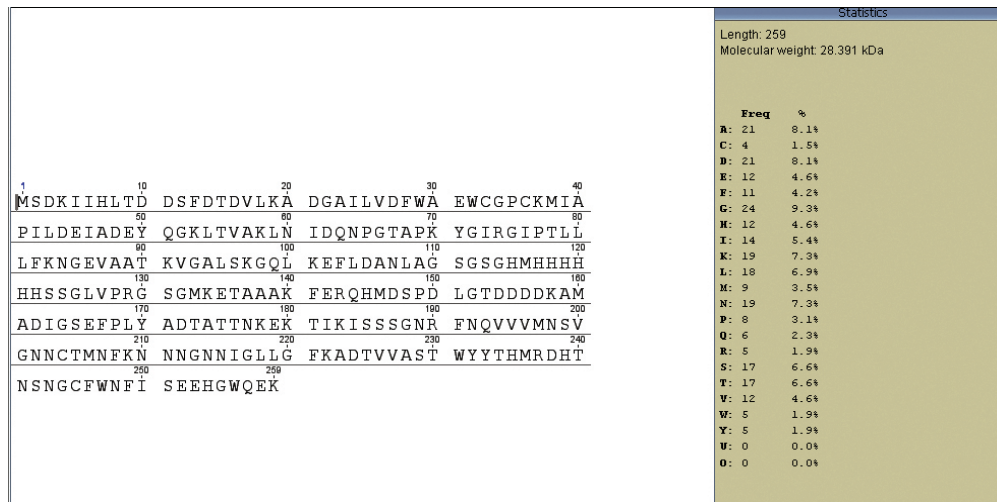 Statistics
Length: 259
Molecular weight: 28.391 kDa
Freq %
A: 21 8.1%
C: 4 1.5%
D: 21 8.1%
E: 12 4.6%
F: 11 4.2%
G: 24 9.3%
H: 12 4.6%
I: 14 5.4%
K: 19 7.3%
L: 18 6.9%
M: 9 3.5%
N: 19 7.3%
P: 8 3.1%
Q: 6 2.3%
R: 5 1.9%
S: 17 6.6%
T: 17 6.6%
V: 12 4.6%
W: 5 1.9%
Y: 5 1.9%
U: 0 0.0%
O: 0 0.0%
1 10 20 30 40
MSDKIIHLTD DSFDTDVLKA DGAILVDFWA EWCGPCKMIA
50 60 70 80
PILDEIADEY QGKLTVAKLN IDQNPGTAPK YGIRGIPTLL
90 100 110 120
LFKNGEVAAT KVGALSKGQL KEFLDANLAG SGSGHMHHHH
130 140 150 160
HHSSGLVPRG SGMKETAAAK FERQHMDSPD LGTDDDDKAM
170 180 190 200
ADIGSEFPLY ADTATTNKEK TIKISSSGNR FNQVVVMNSV
210 220 230 240
GNNCTMNFKN NNGNNIGLLG FKADTVVAST WYYTHMRDHT
250 259
NSNGCFWNFI SEEHGWQEK